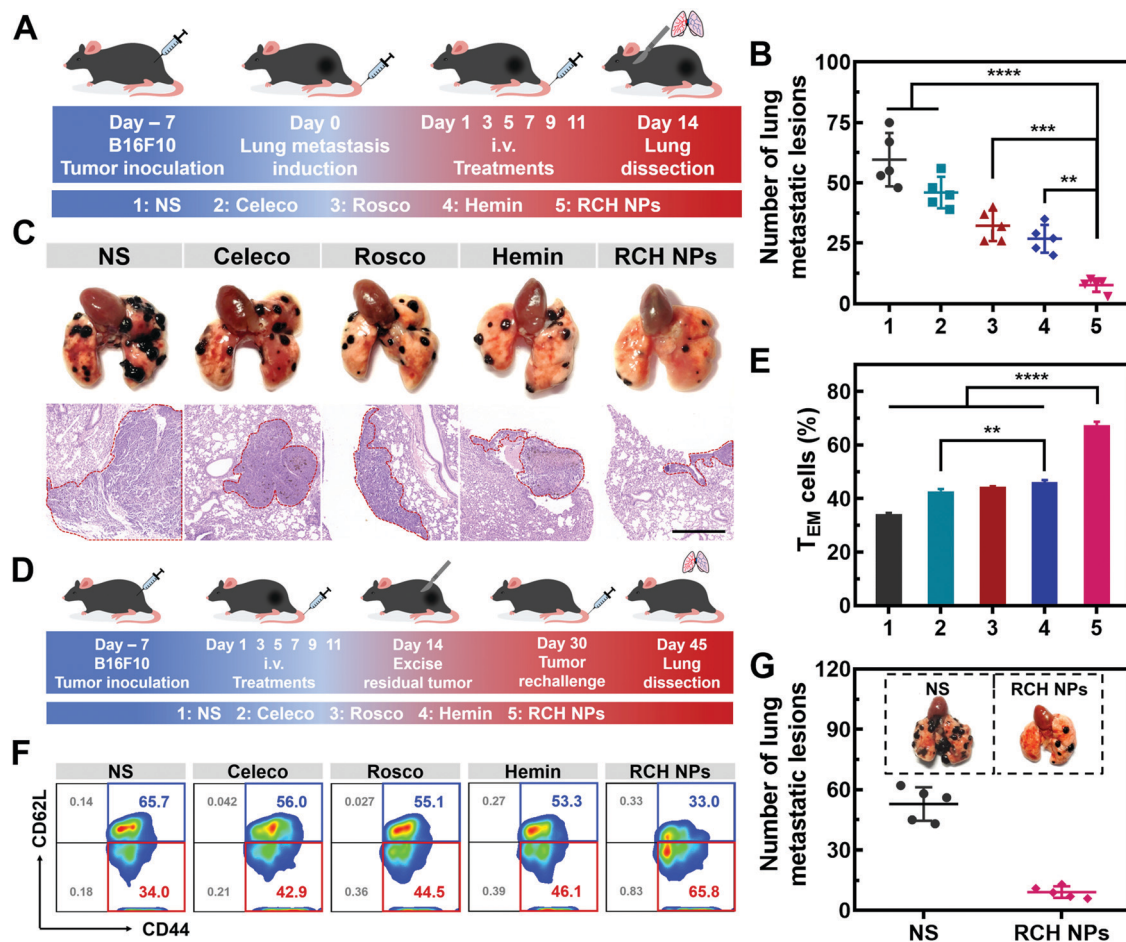 A
Day – 7
B16F10
Tumor inoculation
Day 0
Lung metastasis
induction
Day 1 3 5 7 9 11
i.v.
Treatments
Day 14
Lung
dissection
1: NS 2: Celeco 3: Rosco 4: Hemin 5: RCH NPs
B
Number of lung
metastatic lesions
75
50
25
0
****
***
**
1 2 3 4 5
C
NS Celeco Rosco Hemin RCH NPs
E
TEM cells (%)
80
60
40
20
0
****
**
1 2 3 4 5
D
Day – 7
B16F10
Tumor inoculation
Day 1 3 5 7 9 11
i.v.
Treatments
Day 14
Excise
residual tumor
Day 30
Tumor
rechallenge
Day 45
Lung
dissection
1: NS 2: Celeco 3: Rosco 4: Hemin 5: RCH NPs
F
NS Celeco Rosco Hemin RCH NPs
CD62L
0.14 65.7 0.042 56.0 0.027 55.1 0.27 53.3 0.33 33.0
0.18 34.0 0.21 42.9 0.36 44.5 0.39 46.1 0.83 65.8
CD44
G
Number of lung
metastatic lesions
120
90
60
30
0
NS RCH NPs
NS RCH NPs